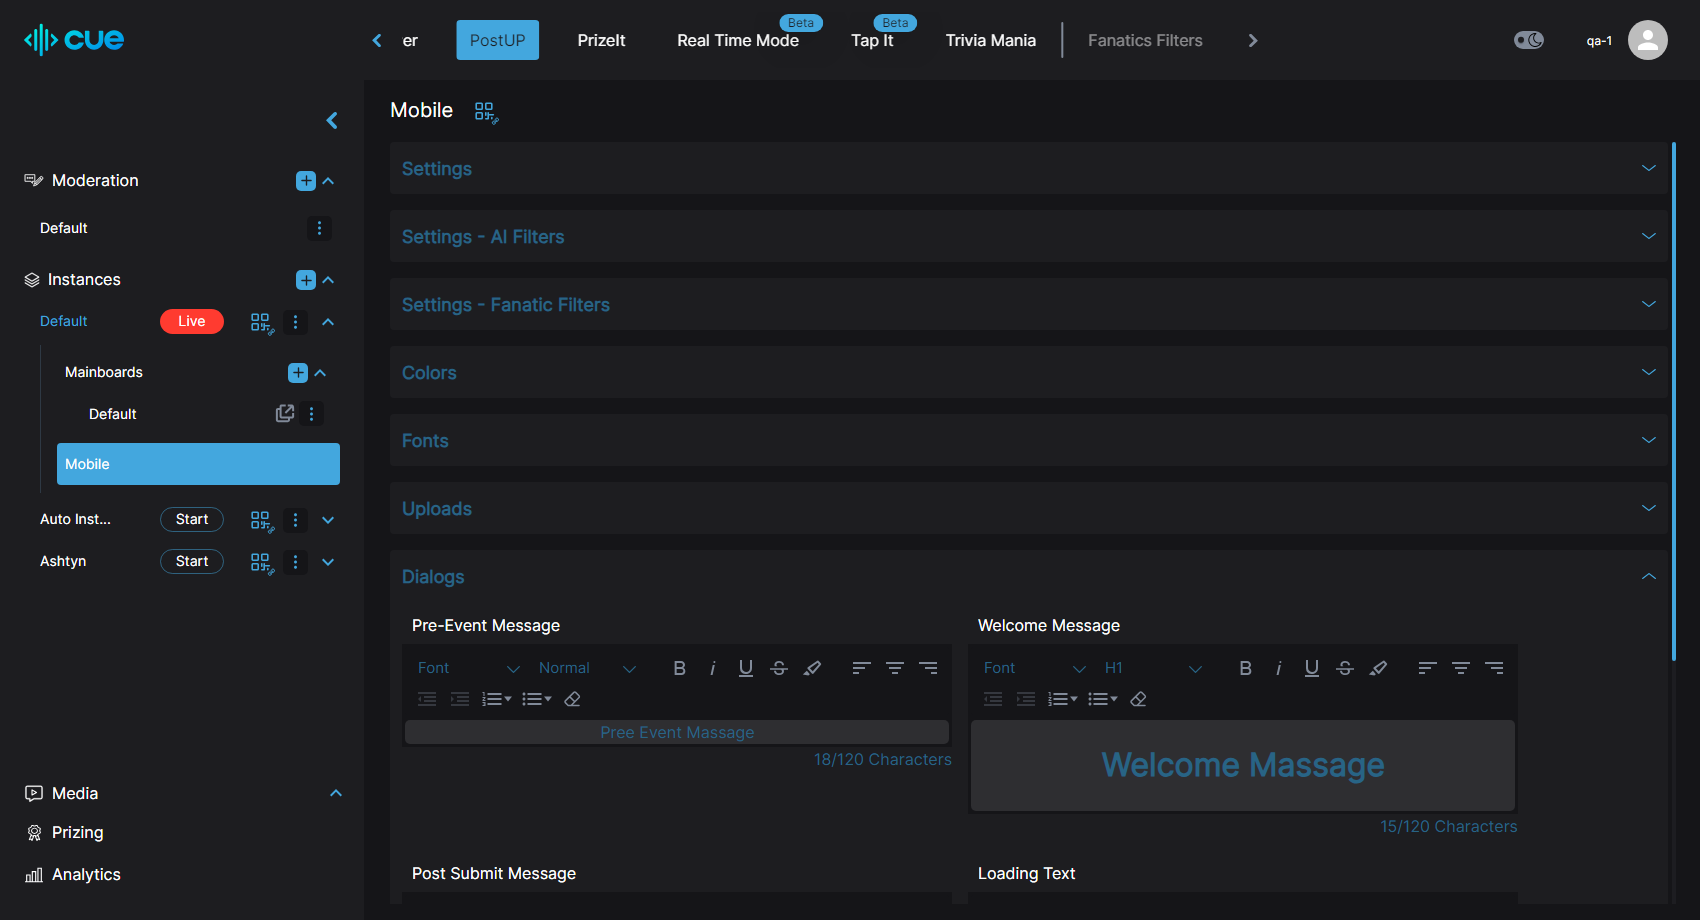 cue
er
PostUP
PrizeIt
Real Time Mode
Beta
Tap It
Beta
Trivia Mania
Fanatics Filters
qa-1
Moderation
Default
Instances
Default
Live
Mainboards
Default
Mobile
Auto Inst...
Start
Ashtyn
Start
Media
Prizing
Analytics
Mobile
Settings
Settings - AI Filters
Settings - Fanatic Filters
Colors
Fonts
Uploads
Dialogs
Pre-Event Message
Font
Normal
B
i
U
S
Pree Event Massage
18/120 Characters
Welcome Message
Font
H1
B
i
U
S
Welcome Massage
15/120 Characters
Post Submit Message
Loading Text